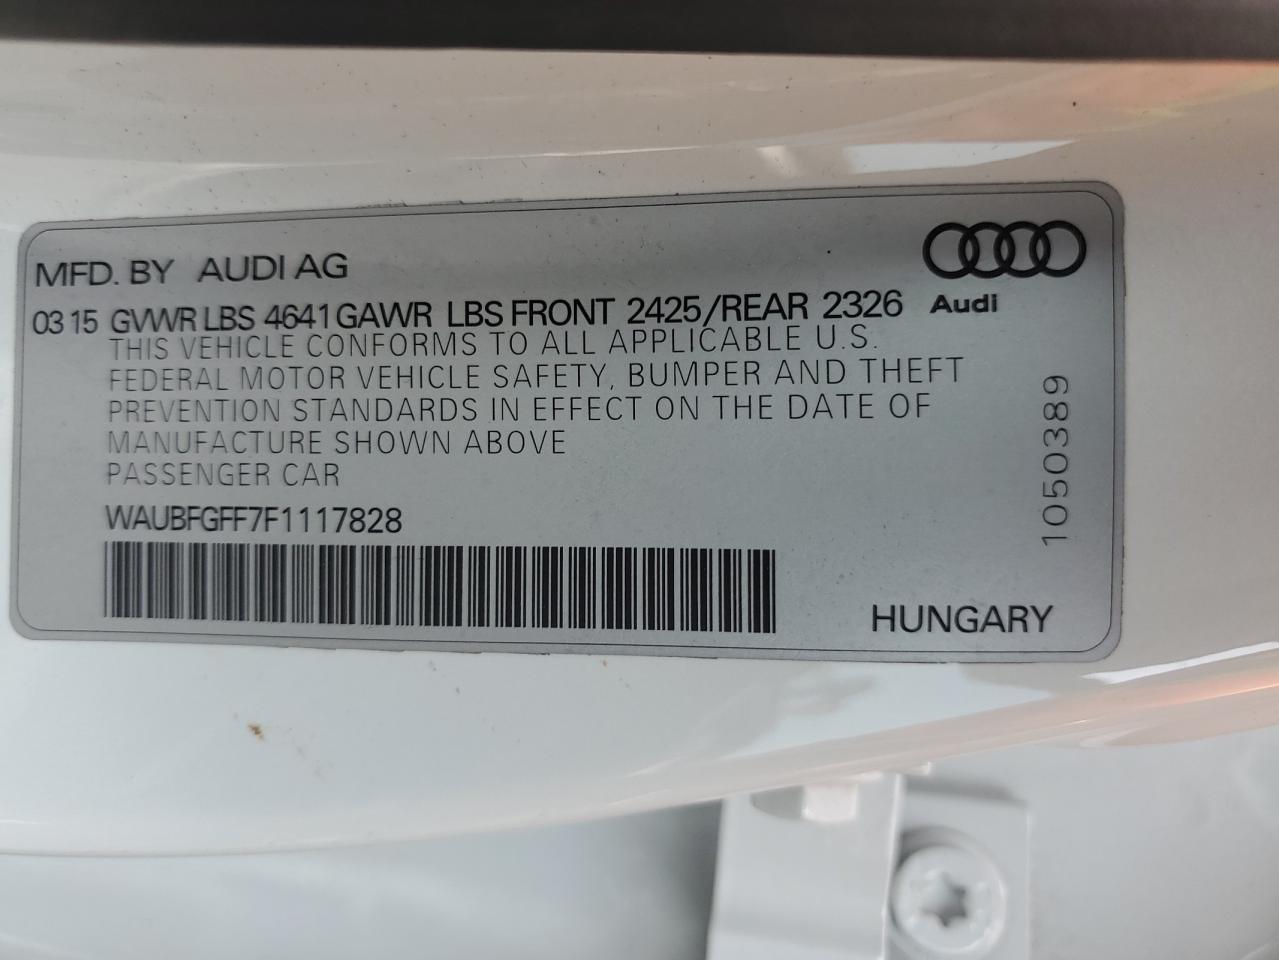 MFD. BY AUDI AG
03 15 GVWR LBS 4641 GAWR LBS FRONT 2425/REAR 2326
Audi
THIS VEHICLE CONFORMS TO ALL APPLICABLE U.S.
FEDERAL MOTOR VEHICLE SAFETY, BUMPER AND THEFT
PREVENTION STANDARDS IN EFFECT ON THE DATE OF
MANUFACTURE SHOWN ABOVE
PASSENGER CAR
WAUBFGFF7F1117828
1050389
HUNGARY